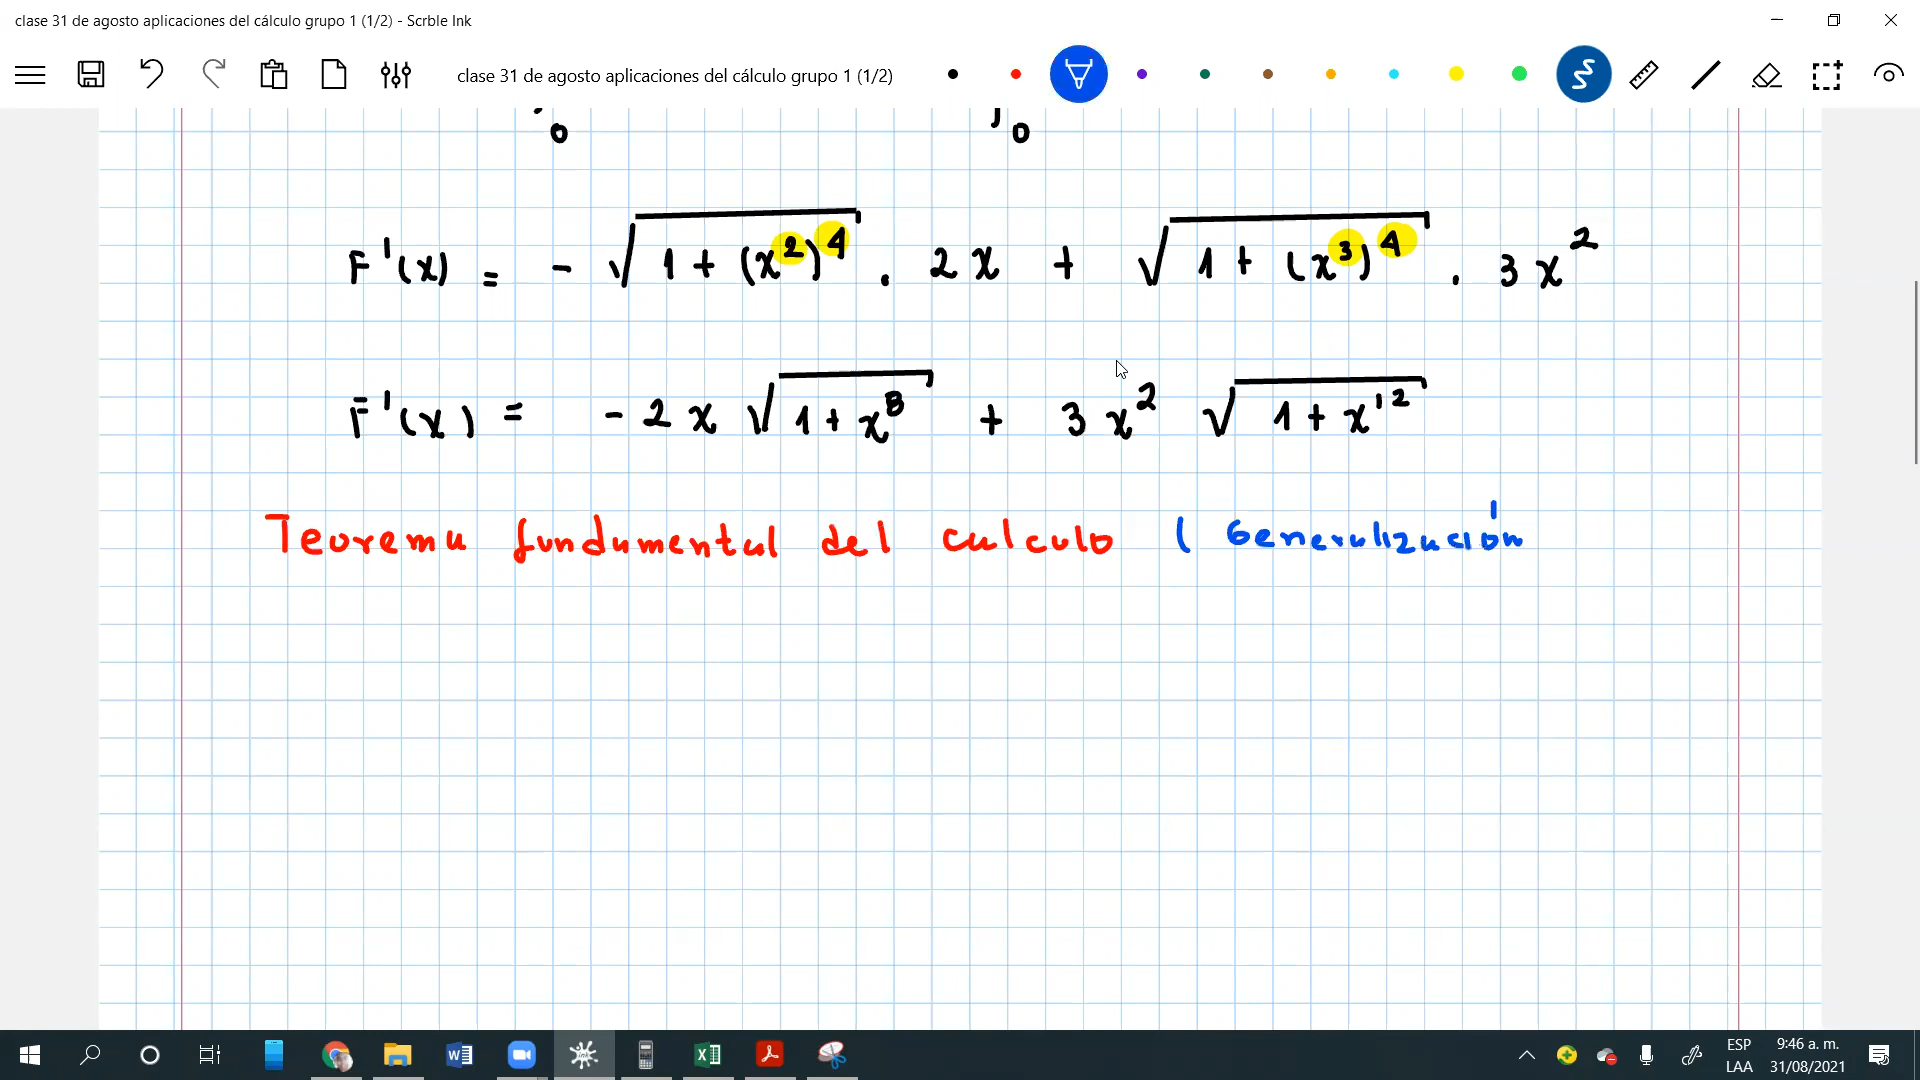 clase 31 de agosto aplicaciones del cálculo grupo 1 (1/2) - Scrble Ink
clase 31 de agosto aplicaciones del cálculo grupo 1 (1/2)
0 0
F'(x) = - √(1 + (x²)⁴) . 2x + √(1 + (x³)⁴) . 3x²
F'(x) = -2x √(1 + x⁸) + 3x² √(1 + x¹²)
Teorema fundamental del calculo ( Generalización
ESP 9:46 a. m.
LAA 31/08/2021